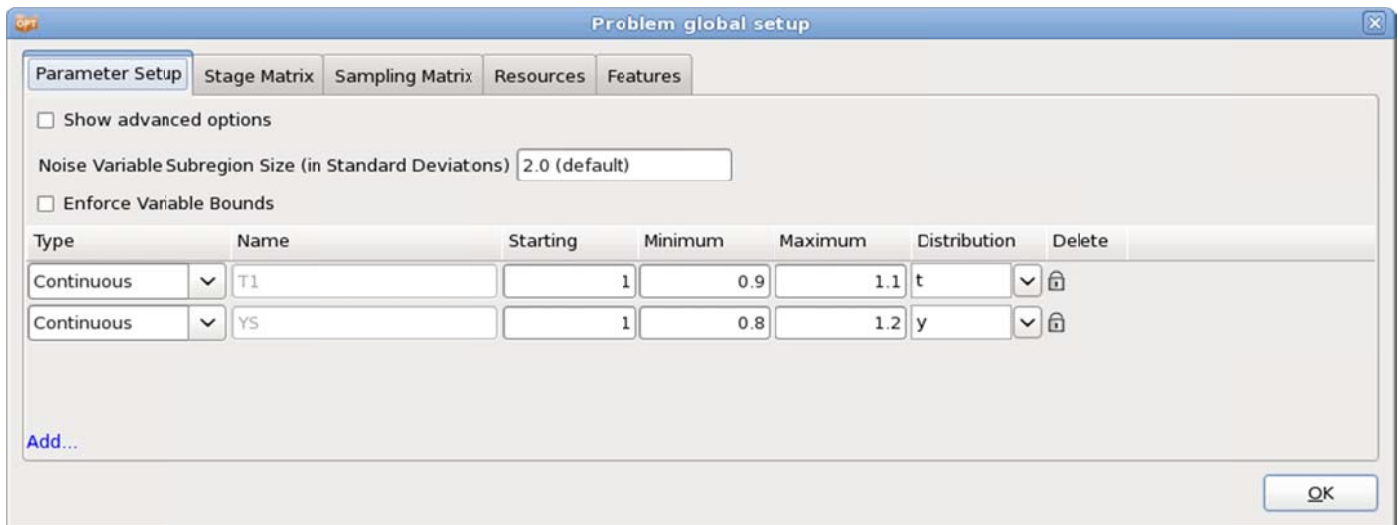 OPT Problem global setup
Parameter Setup Stage Matrix Sampling Matrix Resources Features
Show advanced options
Noise Variable Subregion Size (in Standard Deviatons) 2.0 (default)
Enforce Variable Bounds
Type Name Starting Minimum Maximum Distribution Delete
Continuous T1 1 0.9 1.1 t
Continuous YS 1 0.8 1.2 y
Add...
OK